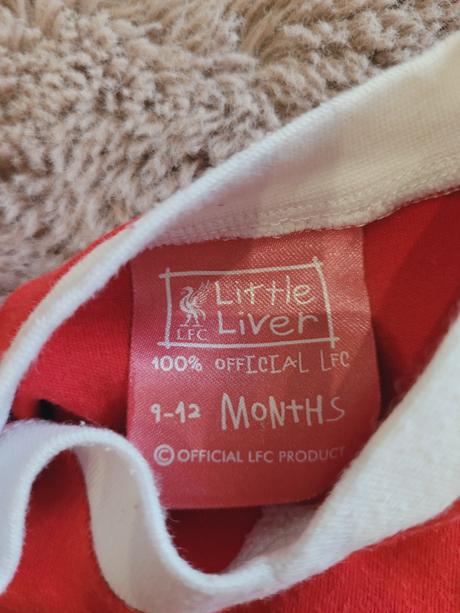 Little
LFC Liver
100% OFFICIAL LFC
9-12 MONTHS
© OFFICIAL LFC PRODUCT